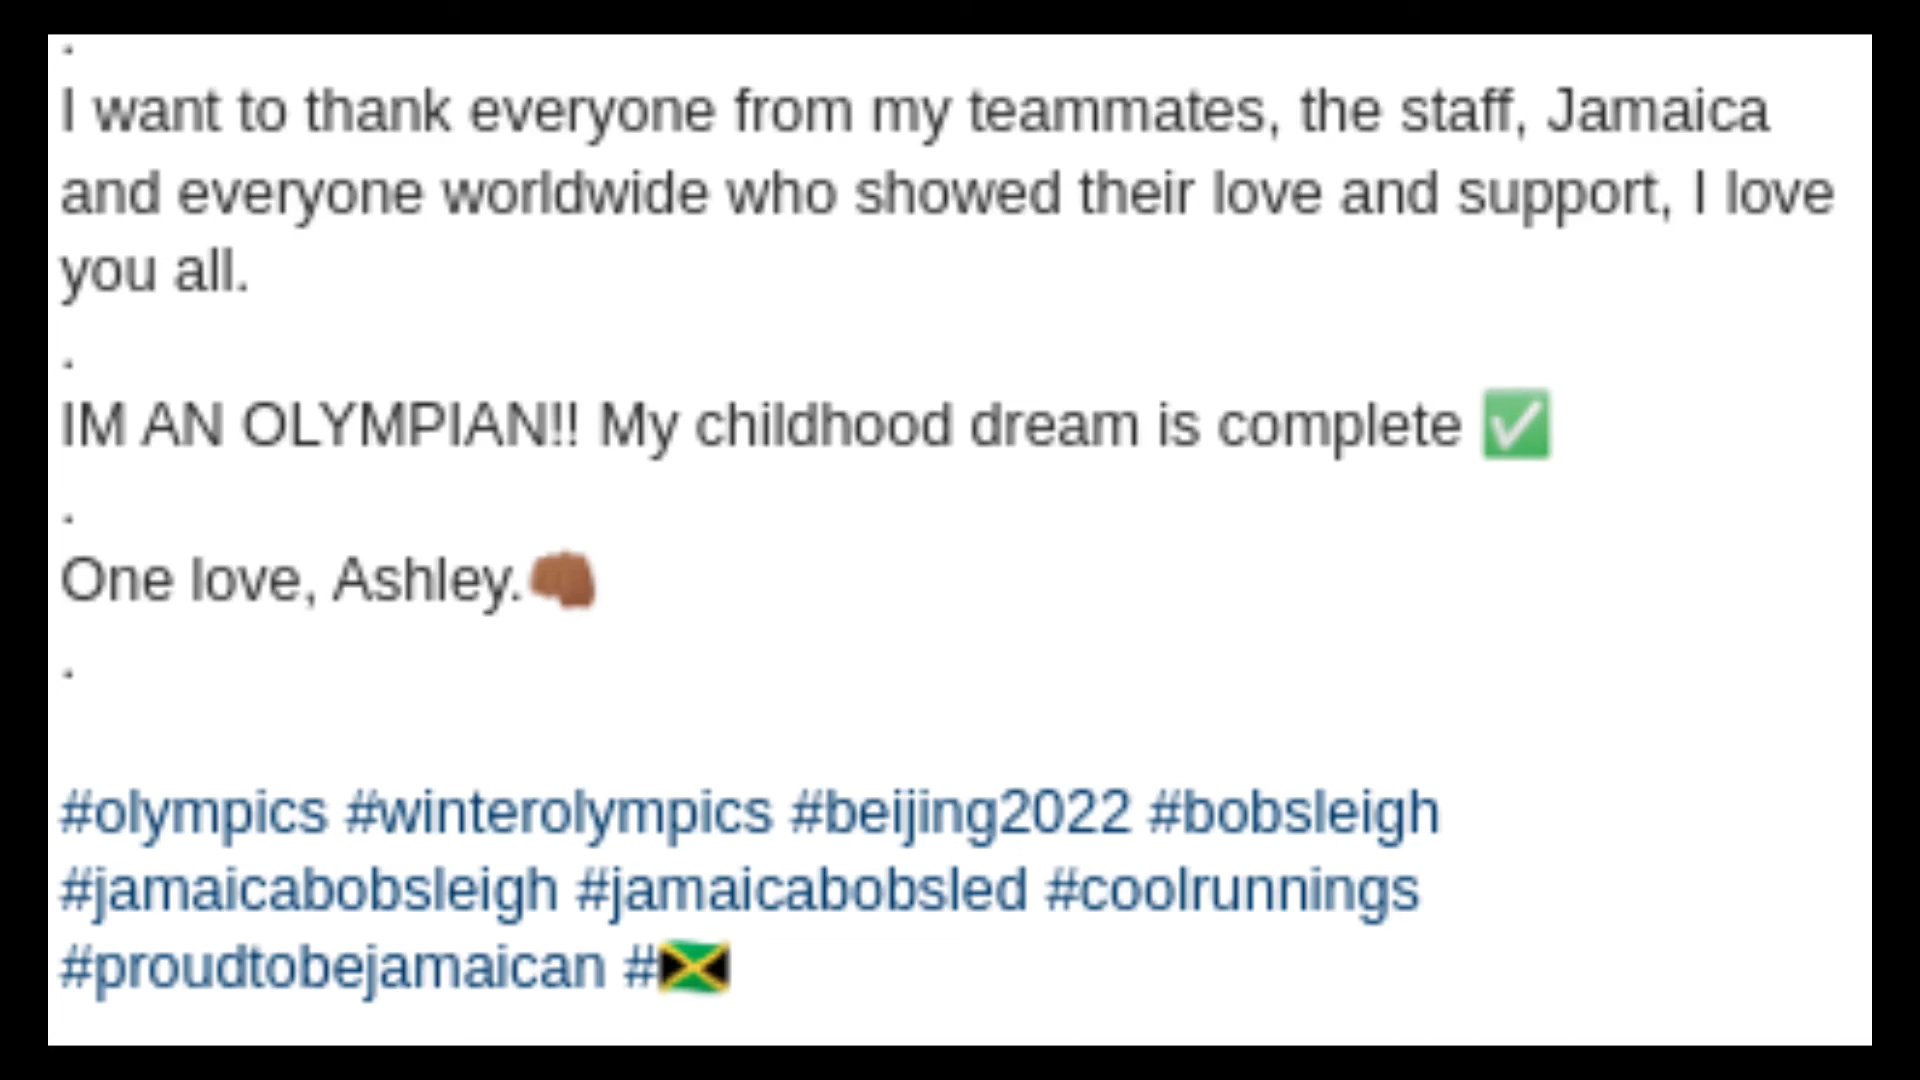 .
I want to thank everyone from my teammates, the staff, Jamaica
and everyone worldwide who showed their love and support, I love
you all.
.
IM AN OLYMPIAN!! My childhood dream is complete ✅
.
One love, Ashley.👊🏾
.
#olympics #winterolympics #beijing2022 #bobsleigh
#jamaicabobsleigh #jamaicabobsled #coolrunnings
#proudtobejamaican #🇯🇲